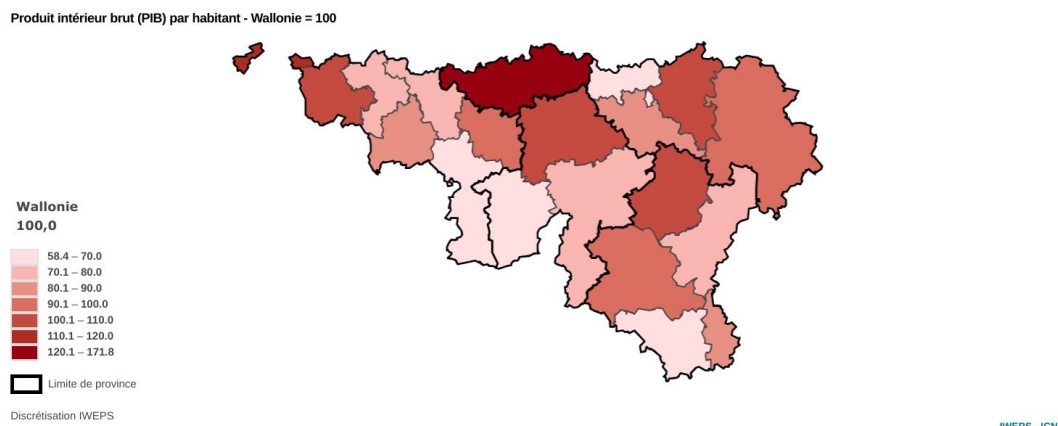 Produit intérieur brut (PIB) par habitant - Wallonie = 100
Wallonie
100,0
58.4 – 70.0
70.1 – 80.0
80.1 – 90.0
90.1 – 100.0
100.1 – 110.0
110.1 – 120.0
120.1 – 171.8
Limite de province
Discrétisation IWEPS
IWEPS - IGN